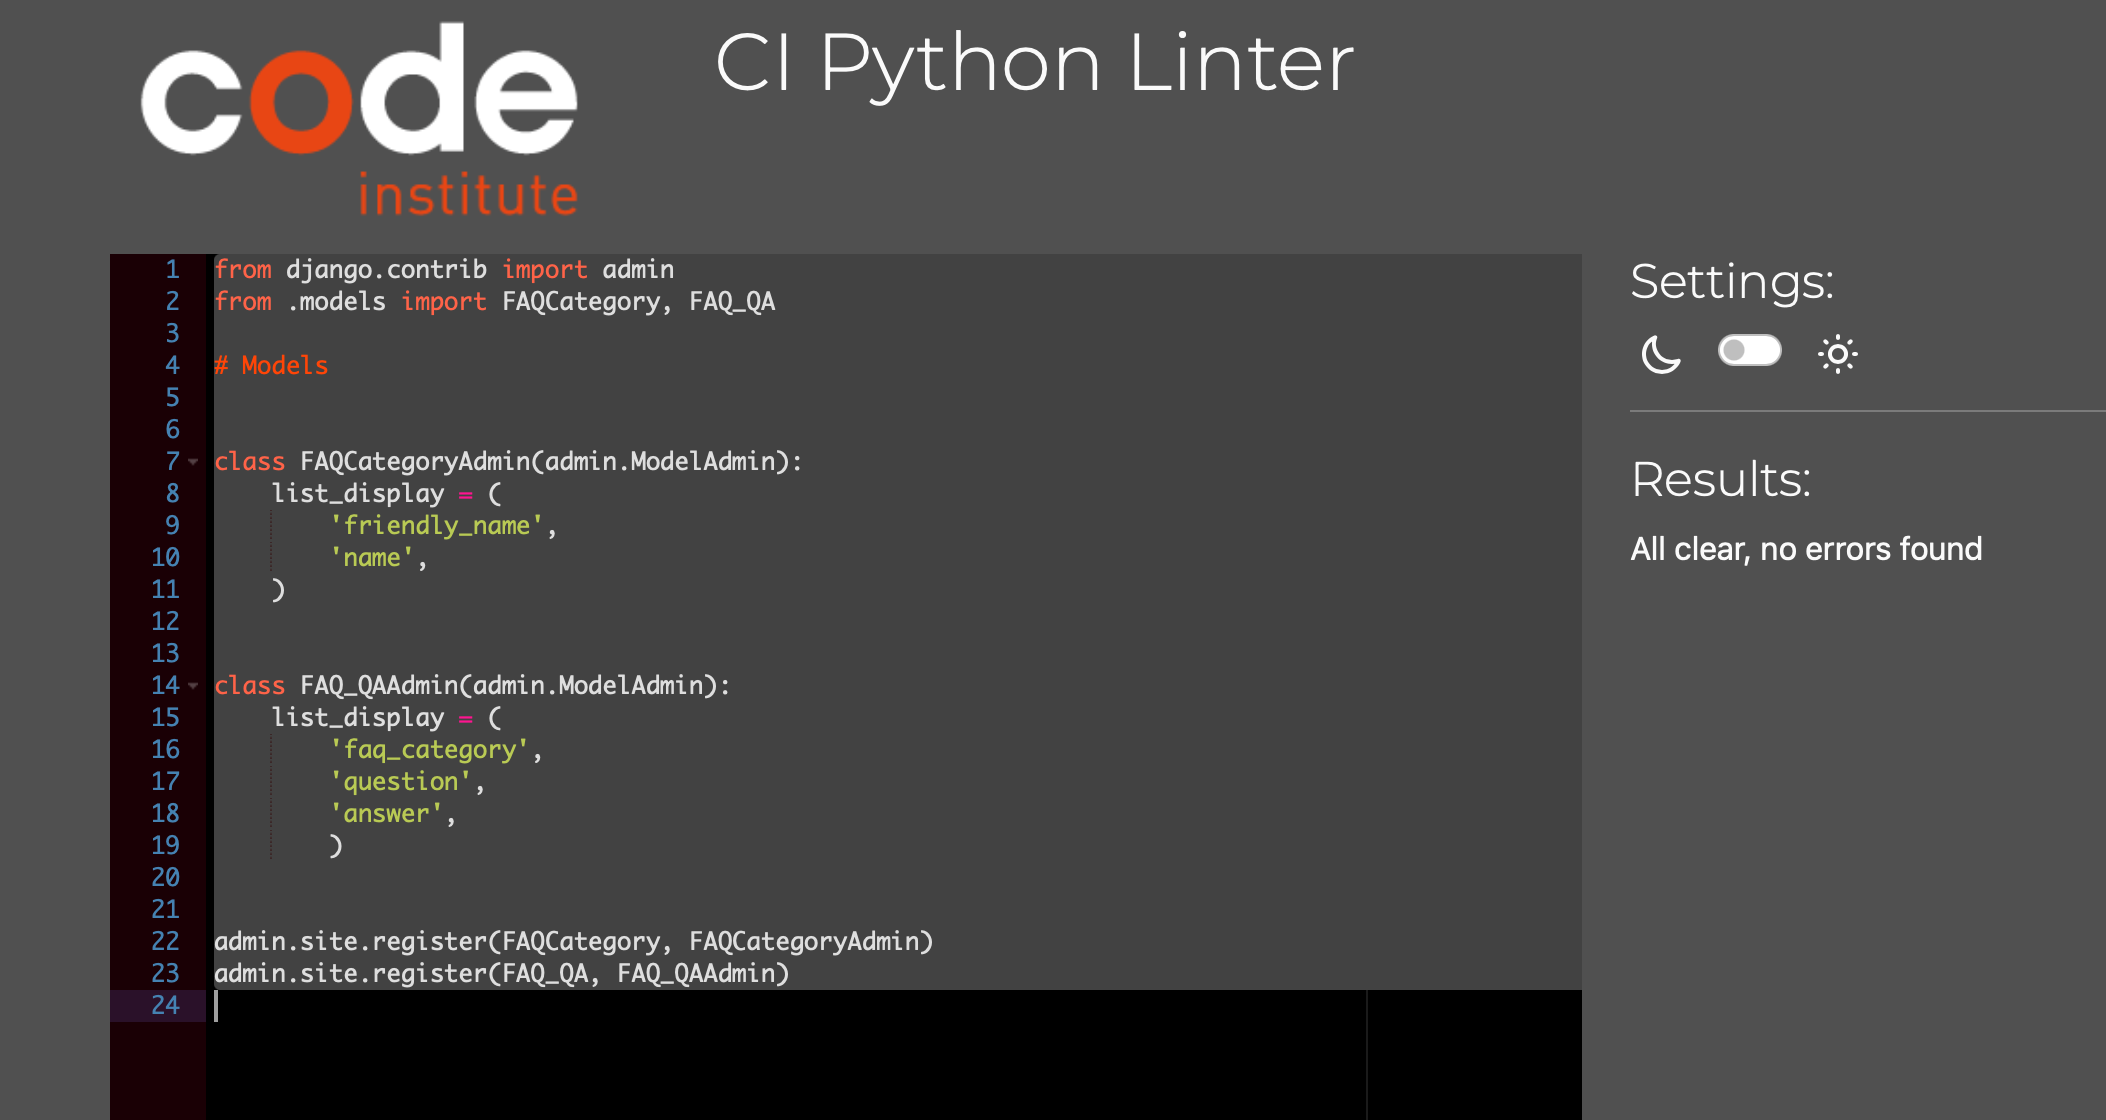 code
institute
CI Python Linter
1 from django.contrib import admin
2 from .models import FAQCategory, FAQ_QA
3
4 # Models
5
6
7 class FAQCategoryAdmin(admin.ModelAdmin):
8     list_display = (
9         'friendly_name',
10         'name',
11     )
12
13
14 class FAQ_QAAdmin(admin.ModelAdmin):
15     list_display = (
16         'faq_category',
17         'question',
18         'answer',
19         )
20
21
22 admin.site.register(FAQCategory, FAQCategoryAdmin)
23 admin.site.register(FAQ_QA, FAQ_QAAdmin)
24
Settings:
Results:
All clear, no errors found